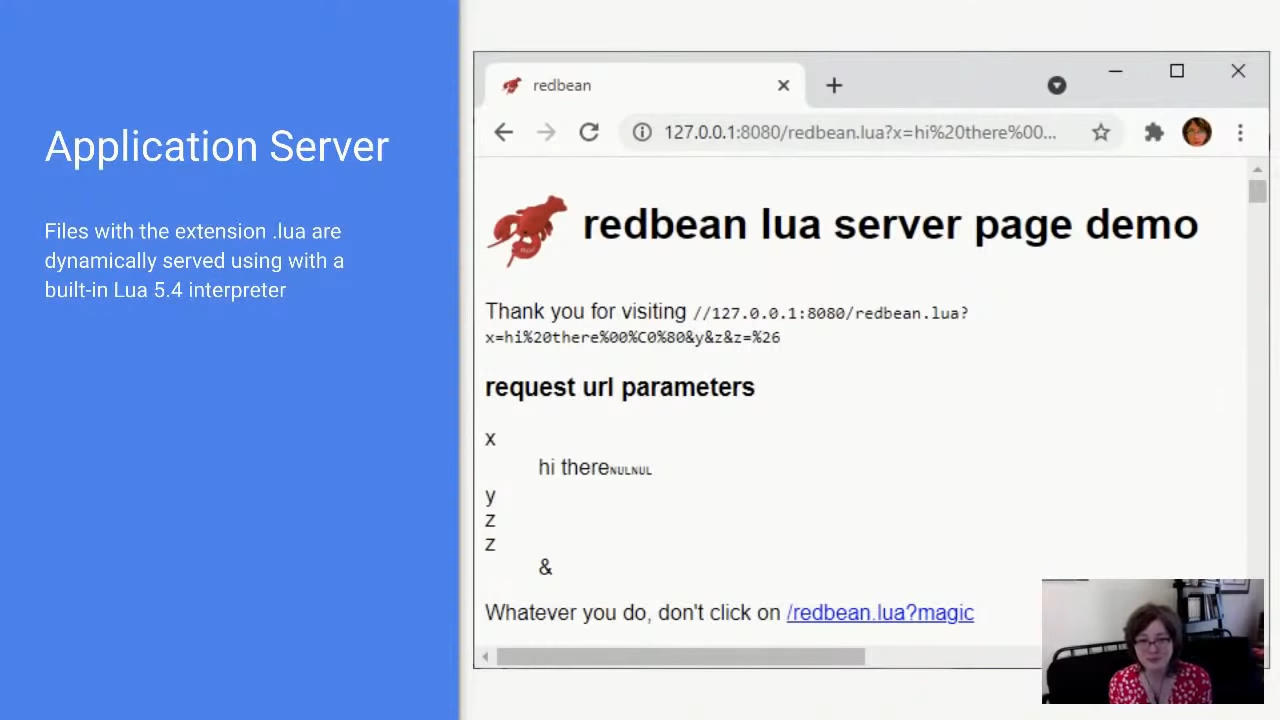 Application Server
Files with the extension .lua are
dynamically served using with a
built-in Lua 5.4 interpreter
redbean
127.0.0.1:8080/redbean.lua?x=hi%20there%00...
redbean lua server page demo
Thank you for visiting //127.0.0.1:8080/redbean.lua?
x=hi%20there%00%C0%80&y&z&z=%26
request url parameters
x
hi thereNULNUL
y
z
z
&
Whatever you do, don't click on /redbean.lua?magic